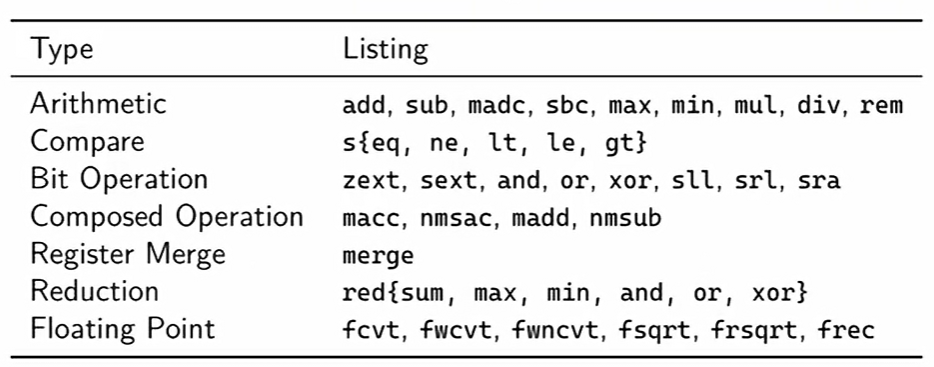 Type Listing
Arithmetic add, sub, madc, sbc, max, min, mul, div, rem
Compare s{eq, ne, lt, le, gt}
Bit Operation zext, sext, and, or, xor, sll, srl, sra
Composed Operation macc, nmsac, madd, nmsub
Register Merge merge
Reduction red{sum, max, min, and, or, xor}
Floating Point fcvt, fwcvt, fwncvt, fsqrt, frsqrt, frec